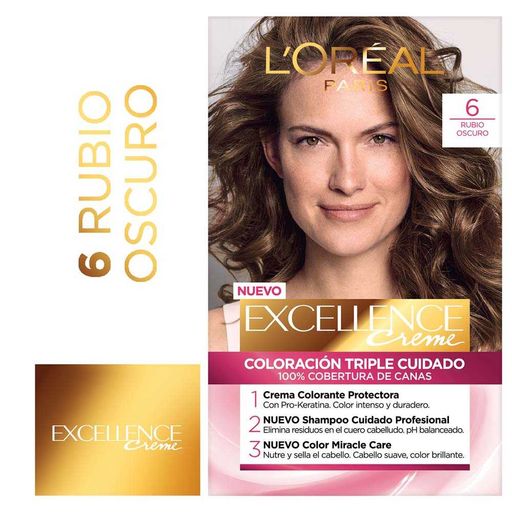 6 RUBIO
OSCURO
EXCELLENCE
Creme
L'ORÉAL
PARIS
6
RUBIO
OSCURO
NUEVO
EXCELLENCE
Creme
COLORACIÓN TRIPLE CUIDADO
100% COBERTURA DE CANAS
1 Crema Colorante Protectora
Con Pro-Keratina. Color intenso y duradero.
2 NUEVO Shampoo Cuidado Profesional
Elimina residuos en el cuero cabelludo. pH balanceado.
3 NUEVO Color Miracle Care
Nutre y sella el cabello. Cabello suave, color brillante.